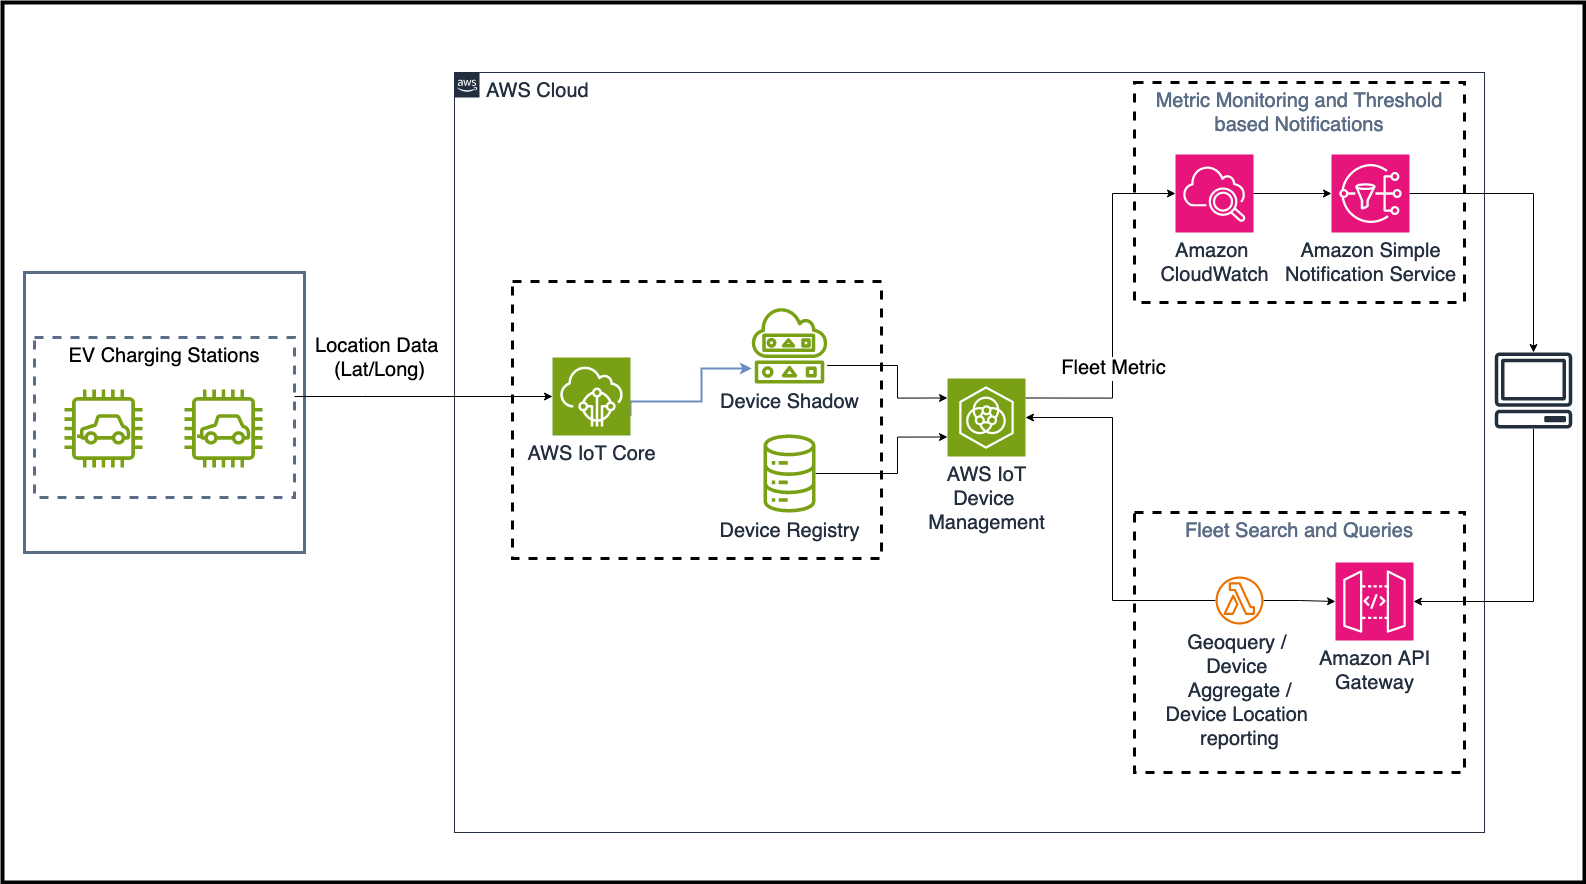 aws
AWS Cloud
Metric Monitoring and Threshold
based Notifications
Amazon
CloudWatch
Amazon Simple
Notification Service
EV Charging Stations
Location Data
(Lat/Long)
AWS IoT Core
Device Shadow
Device Registry
AWS IoT
Device
Management
Fleet Metric
Fleet Search and Queries
</>
Geoquery /
Device
Aggregate /
Device Location
reporting
Amazon API
Gateway